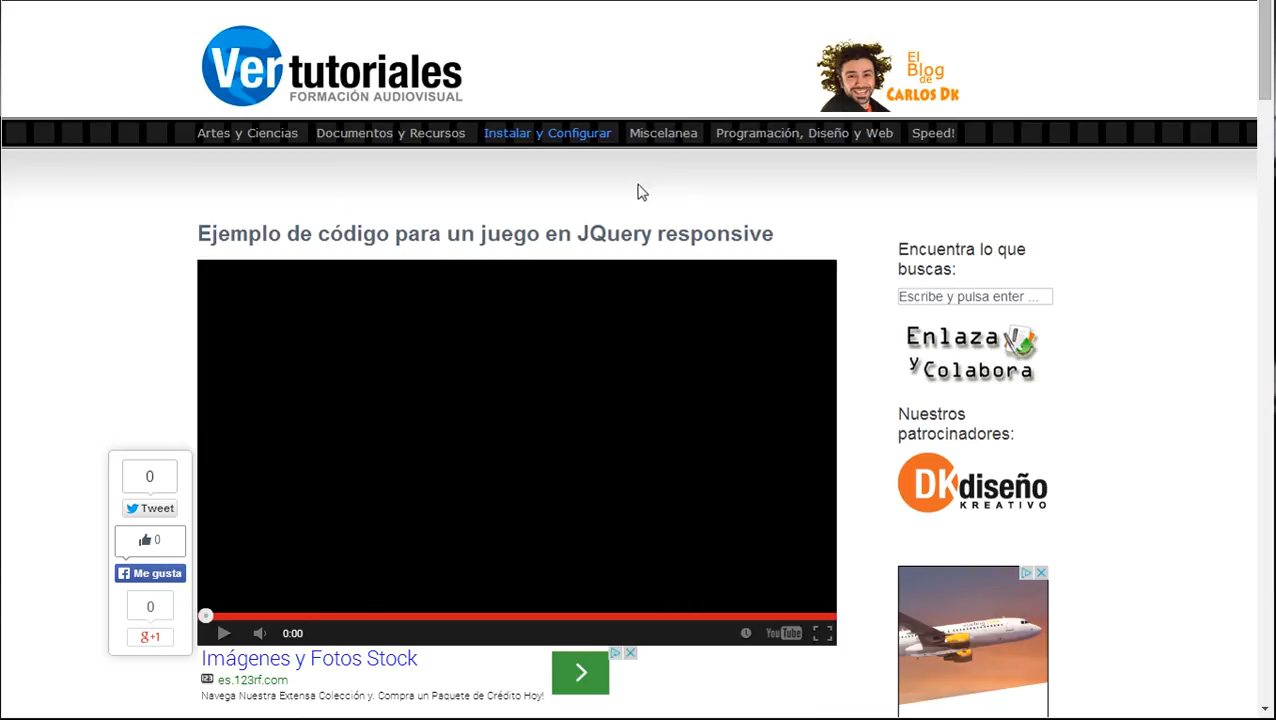 Ver tutoriales
FORMACIÓN AUDIOVISUAL
El
Blog
de
CARLOS DK
Artes y Ciencias Documentos y Recursos Instalar y Configurar Miscelanea Programación, Diseño y Web Speed!
Ejemplo de código para un juego en JQuery responsive
Encuentra lo que
buscas:
Escribe y pulsa enter ...
Enlaza
y Colabora
Nuestros
patrocinadores:
DKdiseño
KREATIVO
0
Tweet
0
Me gusta
0
g+1
0:00
YouTube
Imágenes y Fotos Stock
123 es.123rf.com
Navega Nuestra Extensa Colección y. Compra un Paquete de Crédito Hoy!